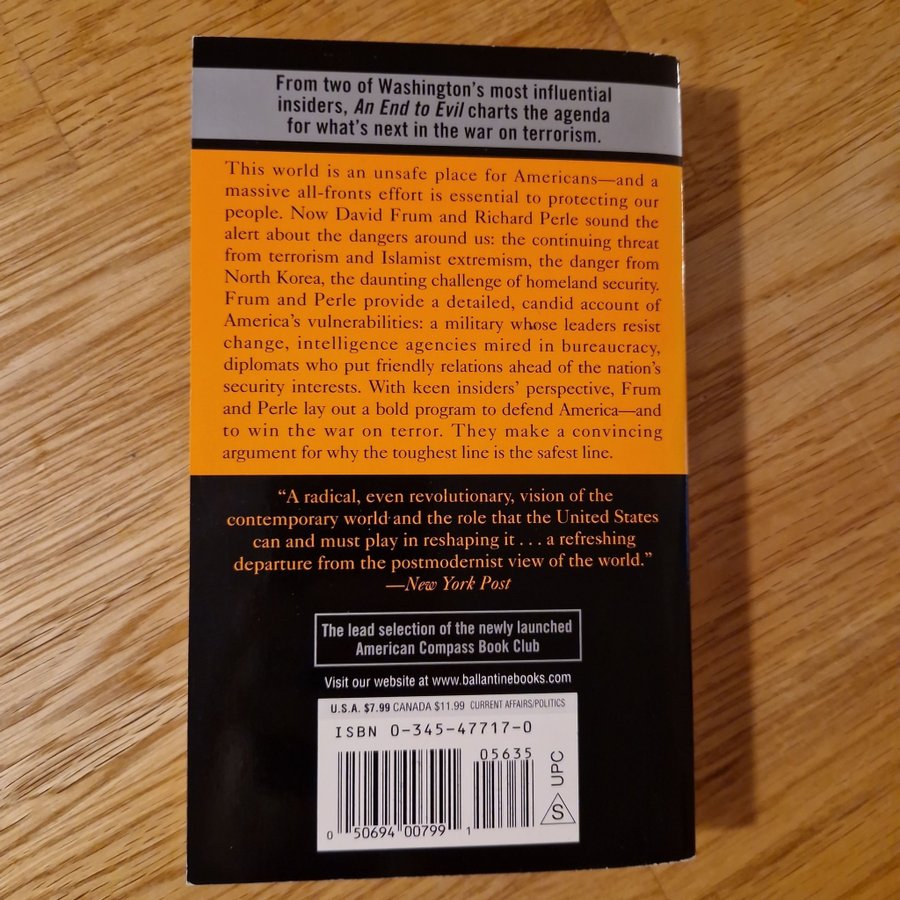 From two of Washington's most influential
insiders, An End to Evil charts the agenda
for what's next in the war on terrorism.
This world is an unsafe place for Americans—and a
massive all-fronts effort is essential to protecting our
people. Now David Frum and Richard Perle sound the
alert about the dangers around us: the continuing threat
from terrorism and Islamist extremism, the danger from
North Korea, the daunting challenge of homeland security.
Frum and Perle provide a detailed, candid account of
America's vulnerabilities: a military whose leaders resist
change, intelligence agencies mired in bureaucracy,
diplomats who put friendly relations ahead of the nation's
security interests. With keen insiders' perspective, Frum
and Perle lay out a bold program to defend America—and
to win the war on terror. They make a convincing
argument for why the toughest line is the safest line.
"A radical, even revolutionary, vision of the
contemporary world and the role that the United States
can and must play in reshaping it . . . a refreshing
departure from the postmodernist view of the world."
—New York Post
The lead selection of the newly launched
American Compass Book Club
Visit our website at www.ballantinebooks.com
U.S.A. $7.99 CANADA $11.99 CURRENT AFFAIRS/POLITICS
ISBN 0-345-47717-0
05635
0 50694 00799 1
S UPC